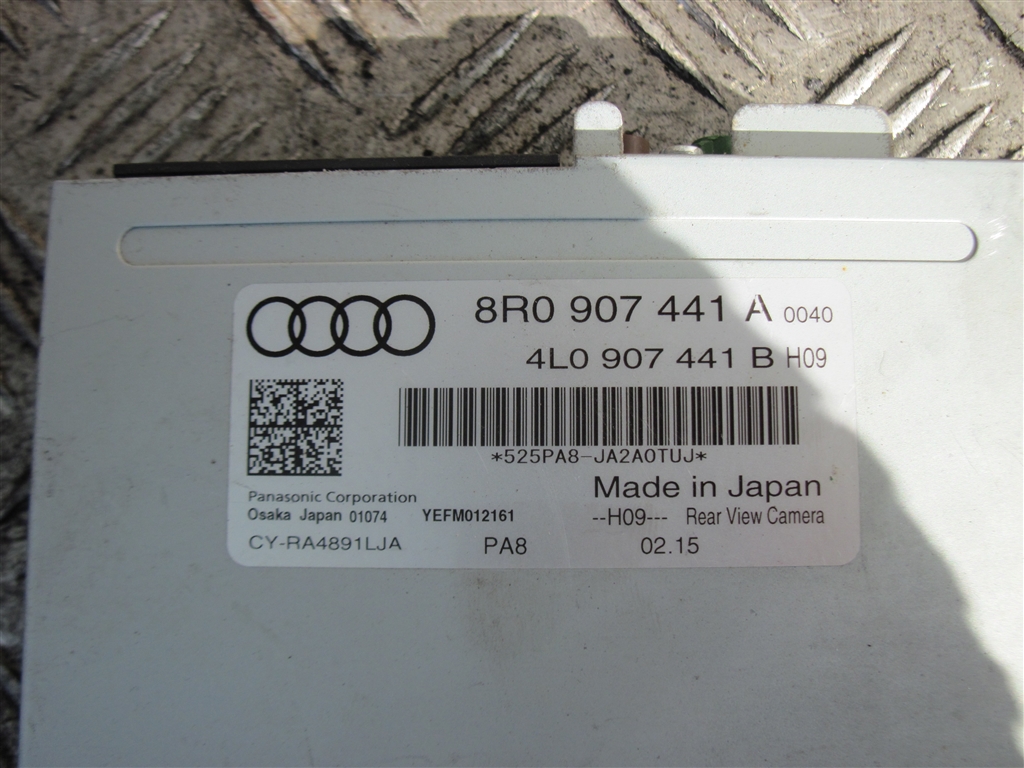 8R0 907 441 A 0040
4L0 907 441 B H09
*525PA8-JA2A0TUJ*
Made in Japan
Panasonic Corporation
Osaka Japan 01074 YEFM012161 --H09--- Rear View Camera
CY-RA4891LJA PA8 02.15